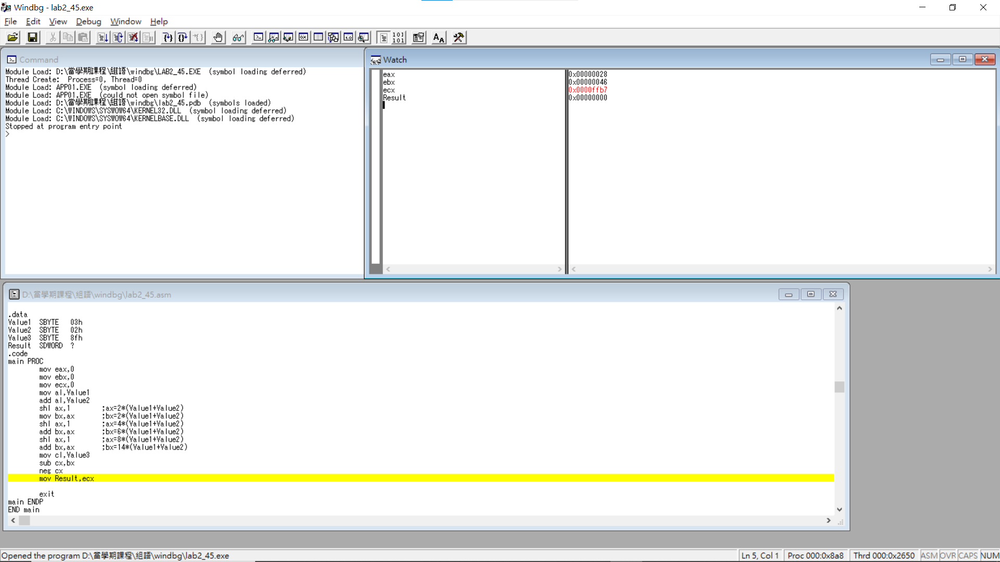 Windbg - lab2_45.exe
File Edit View Debug Window Help
Command
Module Load: D:\當學期課程\組語\windbg\LAB2_45.EXE (symbol loading deferred)
Thread Create: Process=0, Thread=0
Module Load: APP01.EXE (symbol loading deferred)
Module Load: APP01.EXE (could not open symbol file)
Module Load: D:\當學期課程\組語\windbg\lab2_45.pdb (symbols loaded)
Module Load: C:\WINDOWS\SYSWOW64\KERNEL32.DLL (symbol loading deferred)
Module Load: C:\WINDOWS\SYSWOW64\KERNELBASE.DLL (symbol loading deferred)
Stopped at program entry point
>
Watch
eax 0x00000028
ebx 0x00000046
ecx 0x0000ffb7
Result 0x00000000
D:\當學期課程\組語\windbg\lab2_45.asm
.data
Value1 SBYTE 03h
Value2 SBYTE 02h
Value3 SBYTE 8fh
Result SDWORD ?
.code
main PROC
mov eax,0
mov ebx,0
mov ecx,0
mov al,Value1
add al,Value2
shl ax,1 ;ax=2*(Value1+Value2)
mov bx,ax ;bx=2*(Value1+Value2)
shl ax,1 ;ax=4*(Value1+Value2)
add bx,ax ;bx=6*(Value1+Value2)
shl ax,1 ;ax=8*(Value1+Value2)
add bx,ax ;bx=14*(Value1+Value2)
mov cl,Value3
sub cx,bx
neg cx
mov Result,ecx
exit
main ENDP
END main
Opened the program D:\當學期課程\組語\windbg\lab2_45.exe
Ln 5, Col 1 Proc 000:0x8a8 Thrd 000:0x2650 ASM OVR CAPS NUM